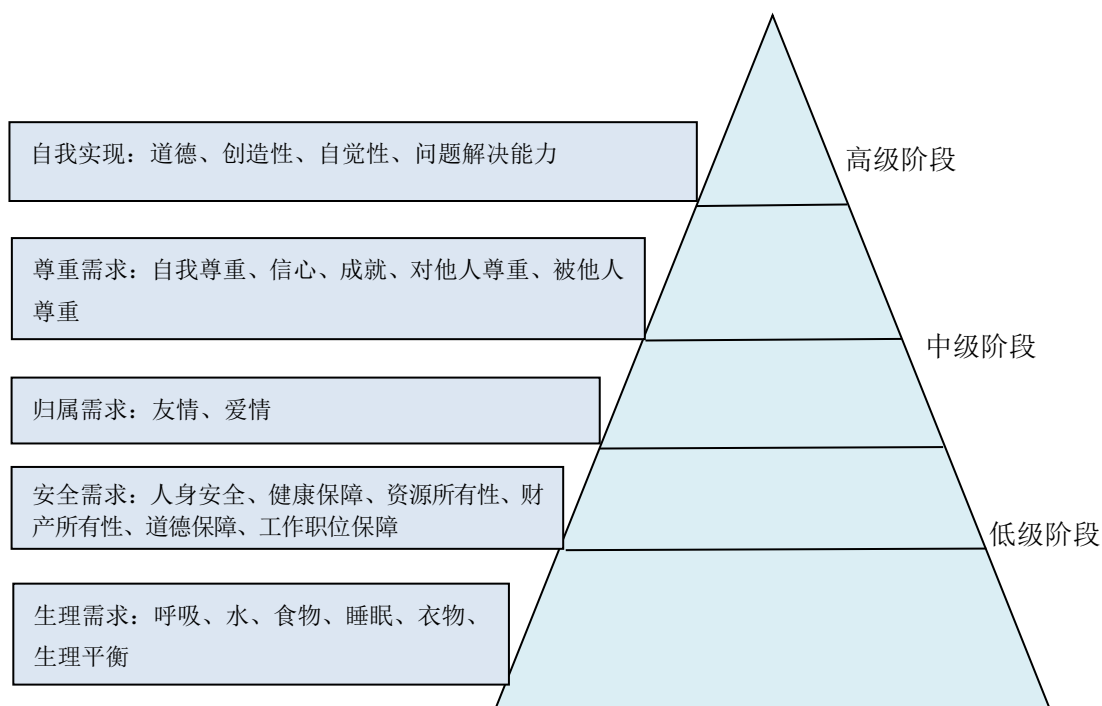 自我实现：道德、创造性、自觉性、问题解决能力
高级阶段
尊重需求：自我尊重、信心、成就、对他人尊重、被他人
尊重
中级阶段
归属需求：友情、爱情
安全需求：人身安全、健康保障、资源所有性、财
产所有性、道德保障、工作职位保障
低级阶段
生理需求：呼吸、水、食物、睡眠、衣物、
生理平衡